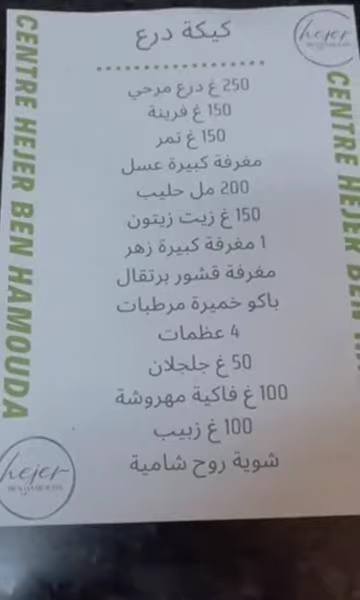 كيكة درع
250 غ درع مرحي
150 غ فرينة
150 غ تمر
مغرفة كبيرة عسل
200 مل حليب
150 غ زيت زيتون
1 مغرفة كبيرة زهر
مغرفة قشور برتقال
باكو خميرة مرطبات
4 عظمات
50 غ جلجلان
100 غ فاكية مهروشة
100 غ زبيب
شوية روح شامية
CENTRE HEJER BEN HAMOUDA
CENTRE HEJER BEN
hejer
hejer
BEN HAMOUDA